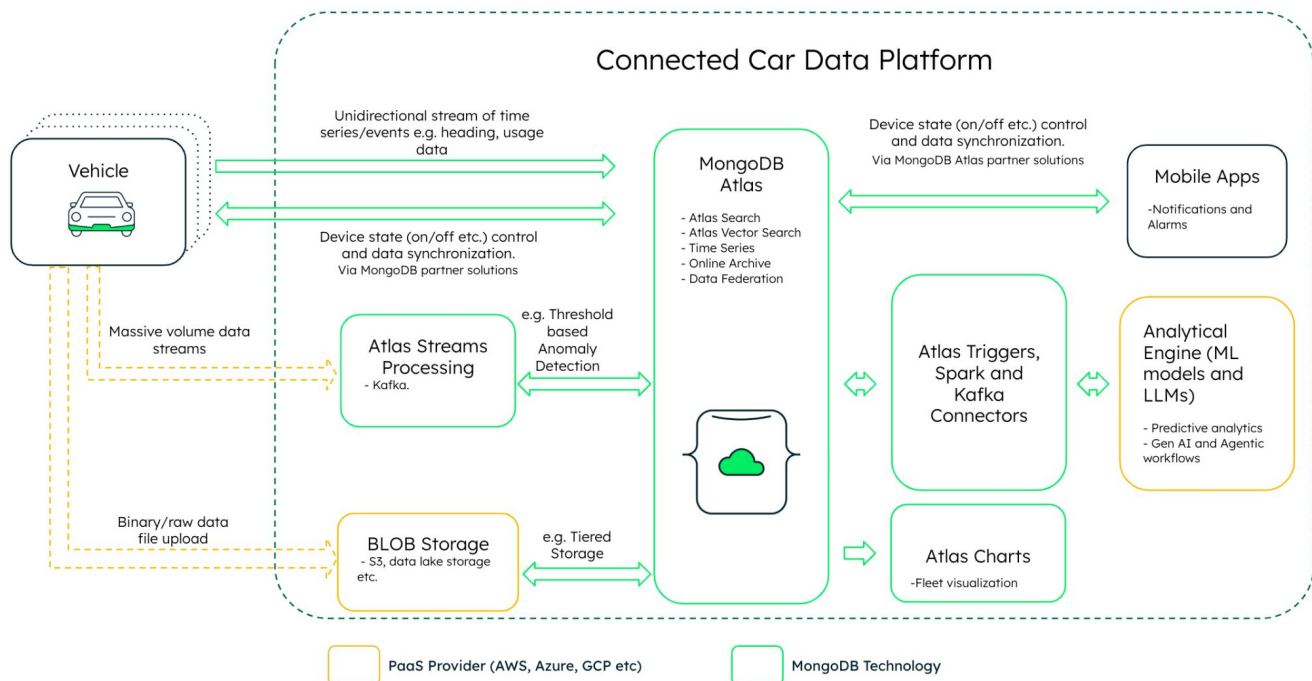 Connected Car Data Platform
Unidirectional stream of time
series/events e.g. heading, usage
data
Vehicle
Device state (on/off etc.) control
and data synchronization.
Via MongoDB partner solutions
MongoDB
Atlas
- Atlas Search
- Atlas Vector Search
- Time Series
- Online Archive
- Data Federation
Device state (on/off etc.) control
and data synchronization.
Via MongoDB Atlas partner solutions
Mobile Apps
-Notifications and
Alarms
Massive volume data
streams
Atlas Streams
Processing
- Kafka.
e.g. Threshold
based
Anomaly
Detection
Atlas Triggers,
Spark and
Kafka
Connectors
Analytical
Engine (ML
models and
LLMs)
- Predictive analytics
- Gen AI and Agentic
workflows
Binary/raw data
file upload
BLOB Storage
- S3, data lake storage
etc.
e.g. Tiered
Storage
Atlas Charts
-Fleet visualization
PaaS Provider (AWS, Azure, GCP etc)
MongoDB Technology